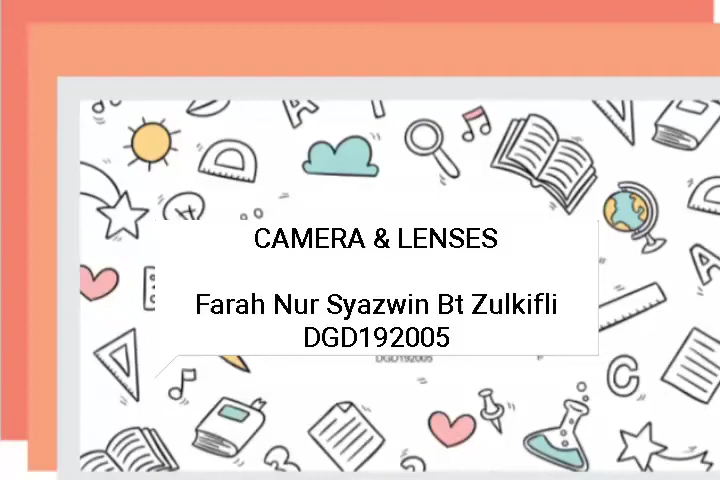 CAMERA & LENSES
Farah Nur Syazwin Bt Zulkifli
DGD192005
DGD192005